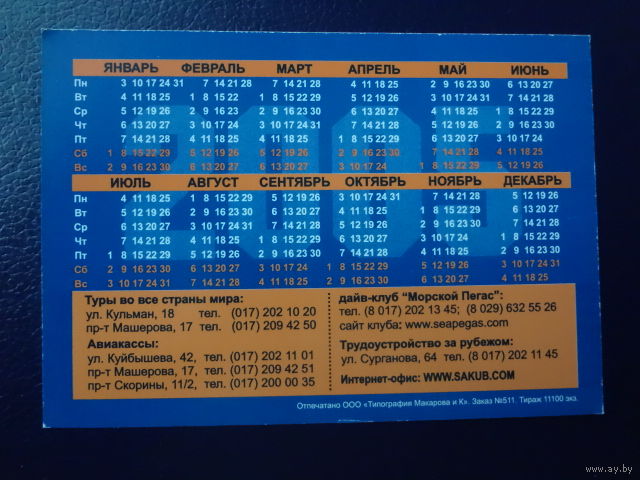 ЯНВАРЬ ФЕВРАЛЬ МАРТ АПРЕЛЬ МАЙ ИЮНЬ
Пн 3 10 17 24 31 7 14 21 28 7 14 21 28 4 11 18 25 2 9 16 23 30 6 13 20 27
Вт 4 11 18 25 1 8 15 22 1 8 15 22 29 5 12 19 26 3 10 17 24 31 7 14 21 28
Ср 5 12 19 26 2 9 16 23 2 9 16 23 30 6 13 20 27 4 11 18 25 1 8 15 22 29
Чт 6 13 20 27 3 10 17 24 3 10 17 24 31 7 14 21 28 5 12 19 26 2 9 16 23 30
Пт 7 14 21 28 4 11 18 25 4 11 18 25 1 8 15 22 29 6 13 20 27 3 10 17 24
Сб 1 8 15 22 29 5 12 19 26 5 12 19 26 2 9 16 23 30 7 14 21 28 4 11 18 25
Вс 2 9 16 23 30 6 13 20 27 6 13 20 27 3 10 17 24 1 8 15 22 29 5 12 19 26
2005
ИЮЛЬ АВГУСТ СЕНТЯБРЬ ОКТЯБРЬ НОЯБРЬ ДЕКАБРЬ
Пн 4 11 18 25 1 8 15 22 29 5 12 19 26 3 10 17 24 31 7 14 21 28 5 12 19 26
Вт 5 12 19 26 2 9 16 23 30 6 13 20 27 4 11 18 25 1 8 15 22 29 6 13 20 27
Ср 6 13 20 27 3 10 17 24 31 7 14 21 28 5 12 19 26 2 9 16 23 30 7 14 21 28
Чт 7 14 21 28 4 11 18 25 1 8 15 22 29 6 13 20 27 3 10 17 24 1 8 15 22 29
Пт 1 8 15 22 29 5 12 19 26 2 9 16 23 30 7 14 21 28 4 11 18 25 2 9 16 23 30
Сб 2 9 16 23 30 6 13 20 27 3 10 17 24 1 8 15 22 29 5 12 19 26 3 10 17 24 31
Вс 3 10 17 24 31 7 14 21 28 4 11 18 25 2 9 16 23 30 6 13 20 27 4 11 18 25
Туры во все страны мира:
ул. Кульман, 18 тел. (017) 202 10 20
пр-т Машерова, 17 тел. (017) 209 42 50
Авиакассы:
ул. Куйбышева, 42, тел. (017) 202 11 01
пр-т Машерова, 17, тел. (017) 209 42 51
пр-т Скорины, 11/2, тел. (017) 200 00 35
дайв-клуб "Морской Пегас":
тел. (8 017) 202 13 45; (8 029) 632 55 26
сайт клуба: www.seapegas.com
Трудоустройство за рубежом:
ул. Сурганова, 64 тел. (8 017) 202 11 45
Интернет-офис: WWW.SAKUB.COM
Отпечатано ООО «Типография Макарова и К». Заказ №511. Тираж 11100 экз.
www.ay.by